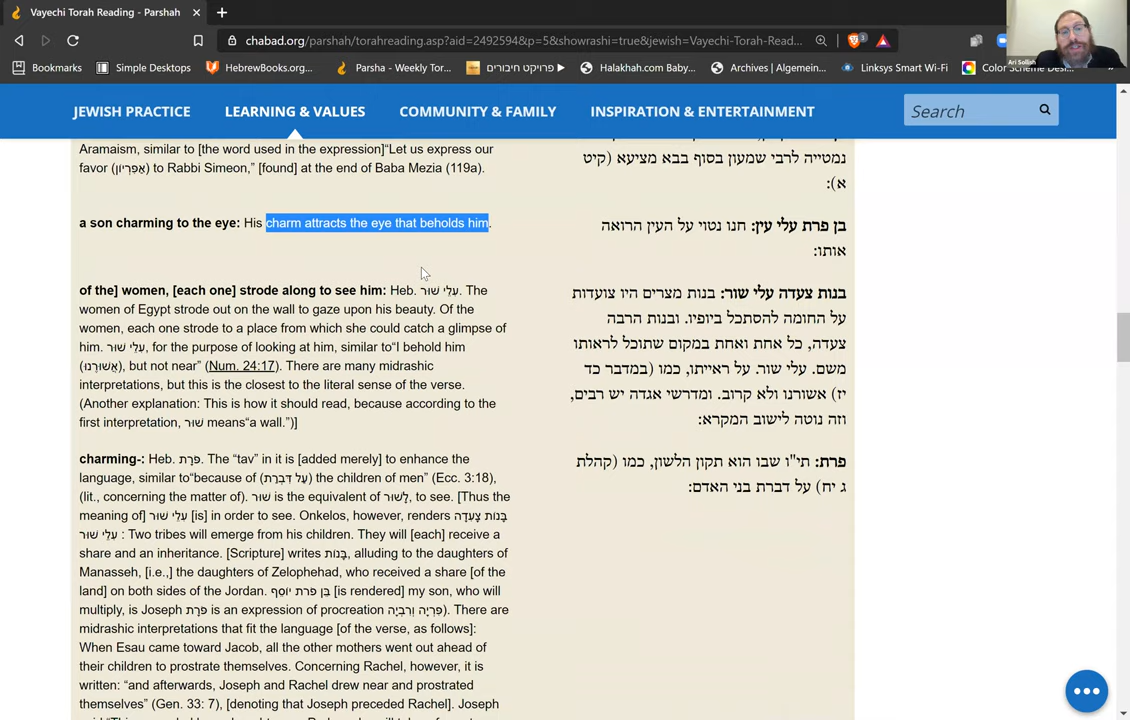 Vayechi Torah Reading - Parshah
chabad.org/parshah/torahreading.asp?aid=2492594&p=5&showrashi=true&jewish=Vayechi-Torah-Read...
3
Ari Sollish
Bookmarks
Simple Desktops
HebrewBooks.org...
Parsha - Weekly Tor...
פרויקט חיבורים
Halakhah.com Baby...
Archives | Algemein...
Linksys Smart Wi-Fi
Color Scheme
JEWISH PRACTICE
LEARNING & VALUES
COMMUNITY & FAMILY
INSPIRATION & ENTERTAINMENT
Search
Aramaism, similar to [the word used in the expression]“Let us express our
favor (אַפִּרְיוֹן) to Rabbi Simeon,” [found] at the end of Baba Mezia (119a).
a son charming to the eye: His charm attracts the eye that beholds him.
of the] women, [each one] strode along to see him: Heb. עֲלֵי שׁוּר. The
women of Egypt strode out on the wall to gaze upon his beauty. Of the
women, each one strode to a place from which she could catch a glimpse of
him. עֲלֵי שׁוּר, for the purpose of looking at him, similar to“I behold him
(אֲשׁוּרֶנּוּ), but not near” (Num. 24:17). There are many midrashic
interpretations, but this is the closest to the literal sense of the verse.
(Another explanation: This is how it should read, because according to the
first interpretation, שׁוּר means“a wall.”)]
charming-: Heb. פֹּרָת. The “tav” in it is [added merely] to enhance the
language, similar to“because of (עַל דִּבְרַת) the children of men” (Ecc. 3:18),
(lit., concerning the matter of). שׁוּר is the equivalent of לָשׁוּר, to see. [Thus the
meaning of] עֲלֵי שׁוּר [is] in order to see. Onkelos, however, renders בָּנוֹת צָעֲדָה
עֲלֵי שׁוּר : Two tribes will emerge from his children. They will [each] receive a
share and an inheritance. [Scripture] writes בָּנוֹת, alluding to the daughters of
Manasseh, [i.e.,] the daughters of Zelophehad, who received a share [of the
land] on both sides of the Jordan. בֵּן פֹּרת יוֹסֵף [is rendered] my son, who will
multiply, is Joseph פֹּרָת is an expression of procreation פִּרְיָה וְרִבְיָה). There are
midrashic interpretations that fit the language [of the verse, as follows]:
When Esau came toward Jacob, all the other mothers went out ahead of
their children to prostrate themselves. Concerning Rachel, however, it is
written: “and afterwards, Joseph and Rachel drew near and prostrated
themselves” (Gen. 33: 7), [denoting that Joseph preceded Rachel]. Joseph
נמטייה לרבי שמעון בסוף בבא מציעא (קיט
א):
בן פרת עלי עין: חנו נטוי על העין הרואה
אותו:
בנות צעדה עלי שור: בנות מצרים היו צועדות
על החומה להסתכל ביופיו. ובנות הרבה
צעדה, כל אחת ואחת במקום שתוכל לראותו
משם. עלי שור. על ראייתו, כמו (במדבר כד
יז) אשורנו ולא קרוב. ומדרשי אגדה יש רבים,
וזה נוטה לישוב המקרא:
פרת: תי"ו שבו הוא תקון הלשון, כמו (קהלת
ג יח) על דברת בני האדם: